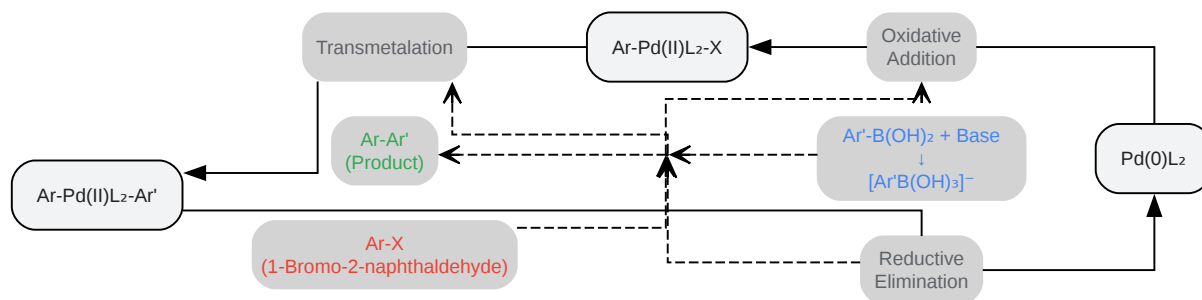 Transmetalation
Ar-Pd(II)L₂-X
Oxidative
Addition
Ar-Ar'
(Product)
Ar'-B(OH)₂ + Base
↓
[Ar'B(OH)₃]⁻
Pd(0)L₂
Ar-Pd(II)L₂-Ar'
Ar-X
(1-Bromo-2-naphthaldehyde)
Reductive
Elimination